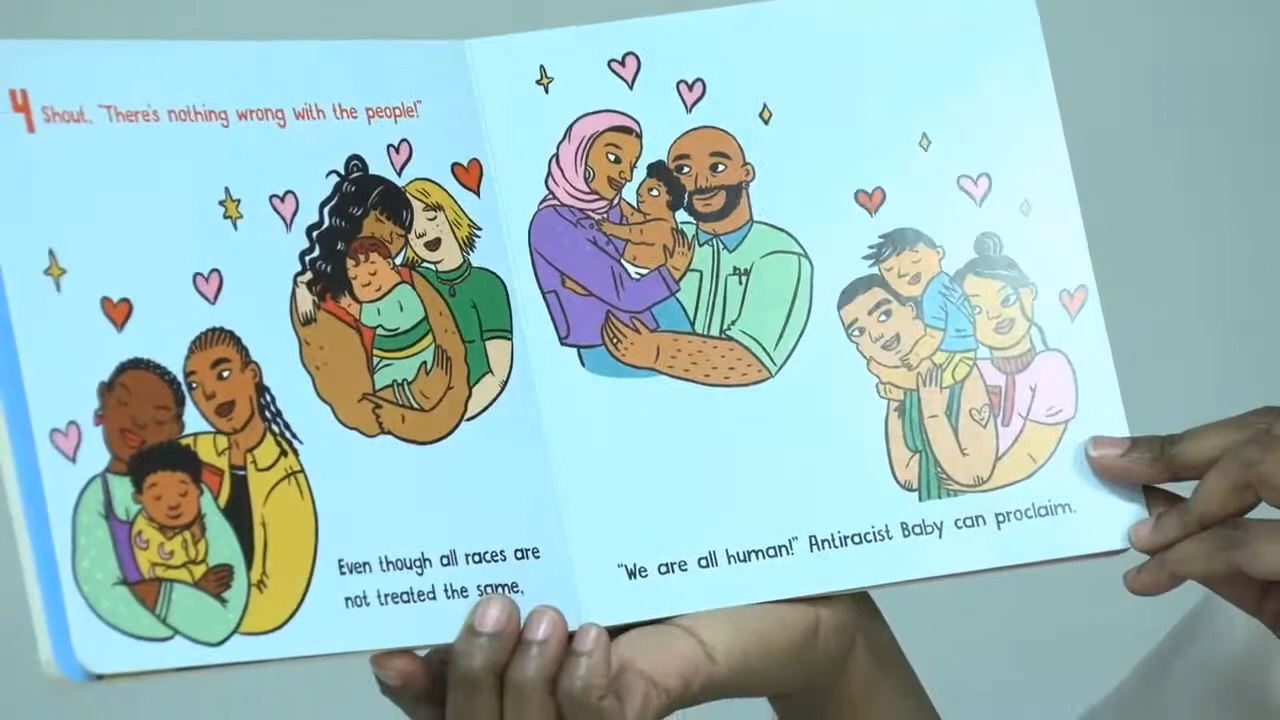 4 Shout, "There's nothing wrong with the people!"
Even though all races are
not treated the same,
"We are all human!" Antiracist Baby can proclaim.